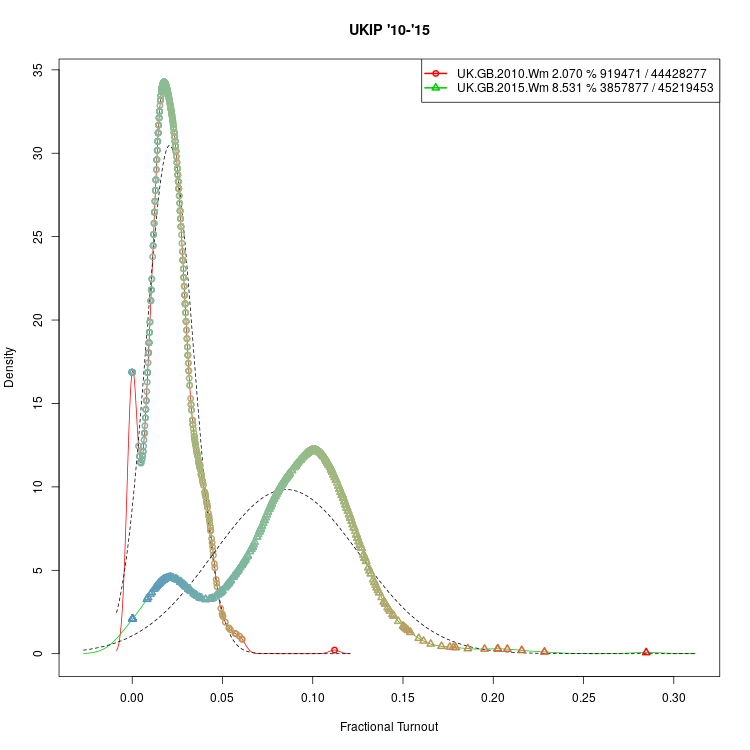 UKIP '10-'15
UK.GB.2010.Wm 2.070 % 919471 / 44428277
UK.GB.2015.Wm 8.531 % 3857877 / 45219453
35
30
25
20
15
10
5
0
Density
0.00 0.05 0.10 0.15 0.20 0.25 0.30
Fractional Turnout